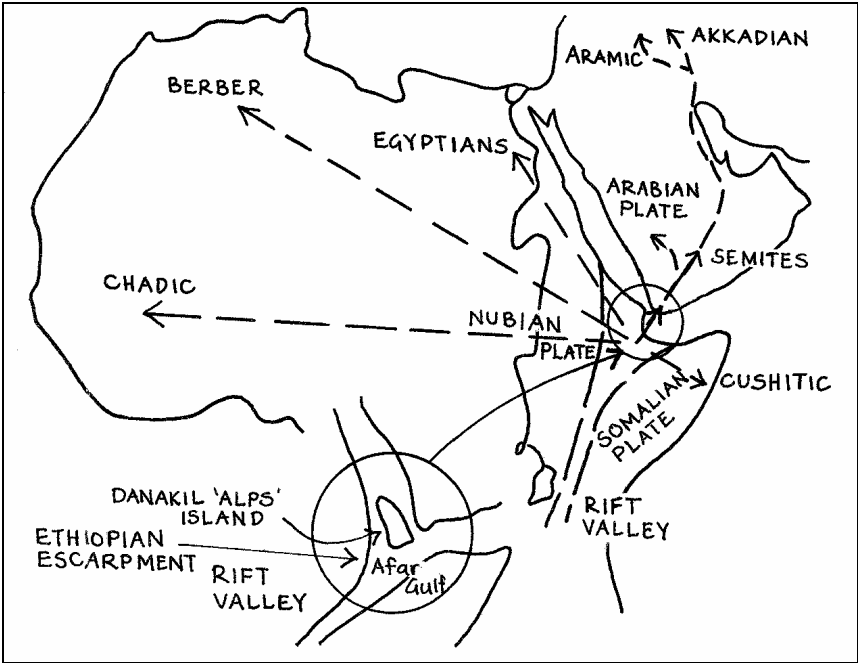 AKKADIAN
ARAMIC
BERBER
EGYPTIANS
ARABIAN
PLATE
SEMITES
CHADIC
NUBIAN
PLATE
CUSHITIC
SOMALIAN
PLATE
DANAKIL 'ALPS'
ISLAND
RIFT
VALLEY
ETHIOPIAN
ESCARPMENT
Afar
Gulf
RIFT
VALLEY